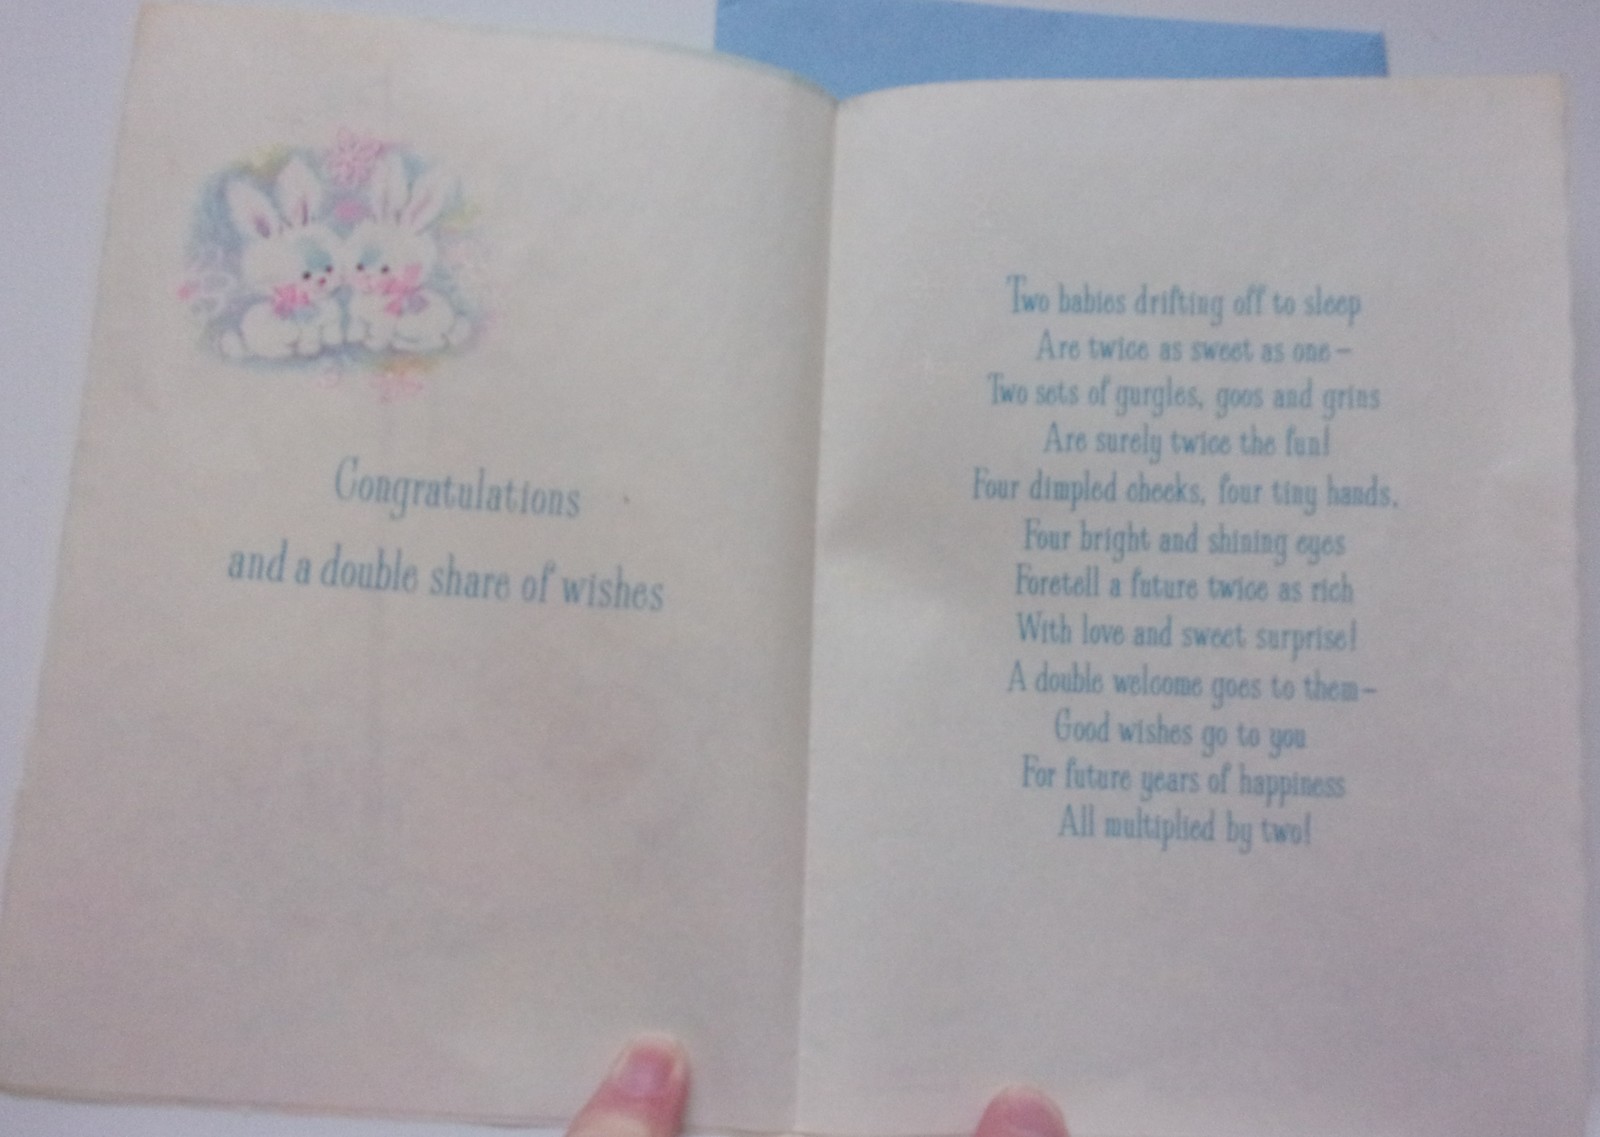 Congratulations
and a double share of wishes
Two babies drifting off to sleep
Are twice as sweet as one–
Two sets of gurgles, goos and grins
Are surely twice the fun!
Four dimpled cheeks, four tiny hands,
Four bright and shining eyes
Foretell a future twice as rich
With love and sweet surprise!
A double welcome goes to them–
Good wishes go to you
For future years of happiness
All multiplied by two!